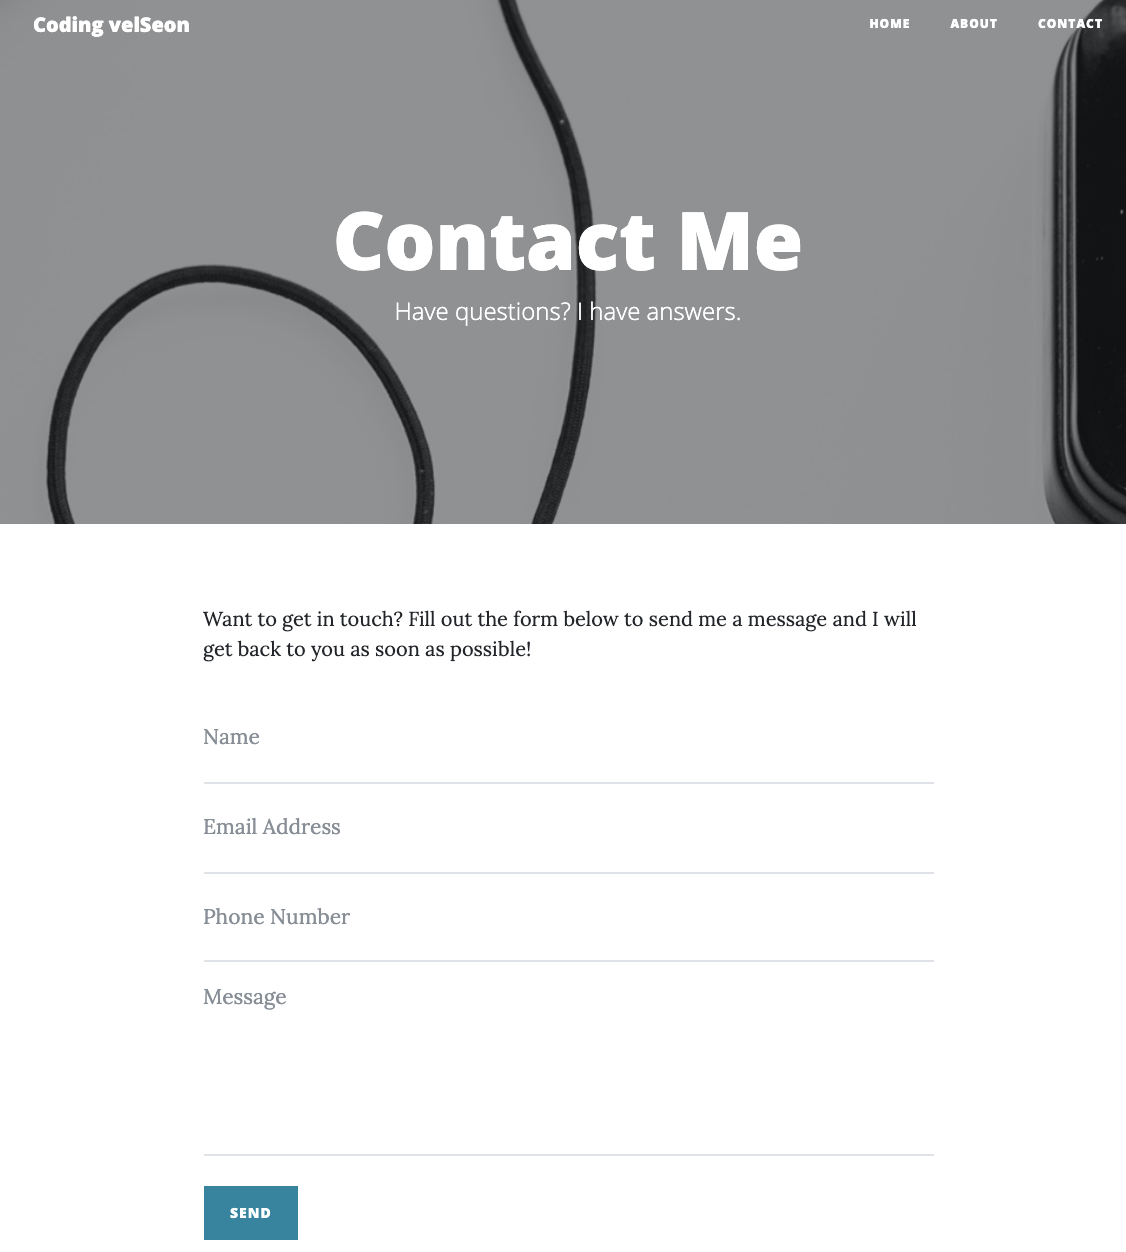 Coding velSeon
HOME ABOUT CONTACT
Contact Me
Have questions? I have answers.
Want to get in touch? Fill out the form below to send me a message and I will
get back to you as soon as possible!
Name
Email Address
Phone Number
Message
SEND